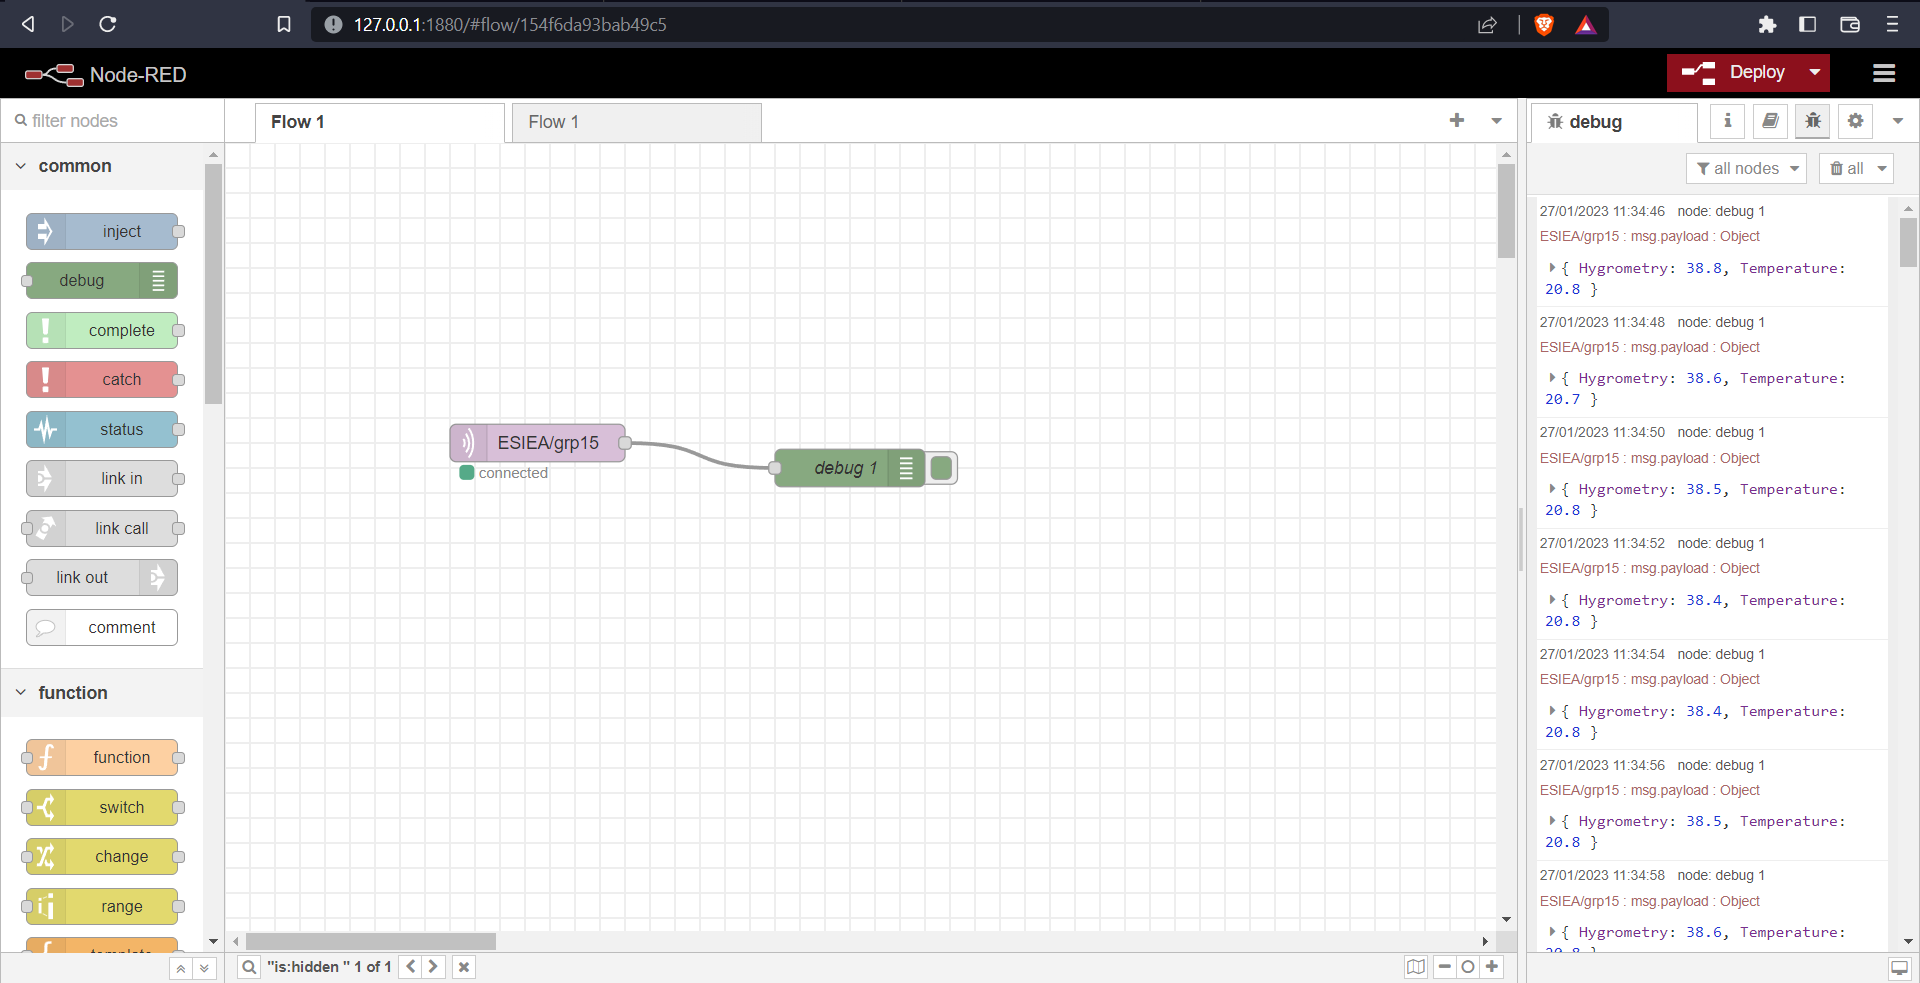 127.0.0.1:1880/#flow/154f6da93bab49c5
Node-RED
Deploy
filter nodes
Flow 1
Flow 1
debug
all nodes
all
common
inject
debug
complete
catch
status
link in
link call
link out
comment
function
function
switch
change
range
template
ESIEA/grp15
connected
debug 1
27/01/2023 11:34:46 node: debug 1
ESIEA/grp15 : msg.payload : Object
{ Hygrometry: 38.8, Temperature:
20.8 }
27/01/2023 11:34:48 node: debug 1
ESIEA/grp15 : msg.payload : Object
{ Hygrometry: 38.6, Temperature:
20.7 }
27/01/2023 11:34:50 node: debug 1
ESIEA/grp15 : msg.payload : Object
{ Hygrometry: 38.5, Temperature:
20.8 }
27/01/2023 11:34:52 node: debug 1
ESIEA/grp15 : msg.payload : Object
{ Hygrometry: 38.4, Temperature:
20.8 }
27/01/2023 11:34:54 node: debug 1
ESIEA/grp15 : msg.payload : Object
{ Hygrometry: 38.4, Temperature:
20.8 }
27/01/2023 11:34:56 node: debug 1
ESIEA/grp15 : msg.payload : Object
{ Hygrometry: 38.5, Temperature:
20.8 }
27/01/2023 11:34:58 node: debug 1
ESIEA/grp15 : msg.payload : Object
{ Hygrometry: 38.6, Temperature:
20.8 }
"is:hidden " 1 of 1